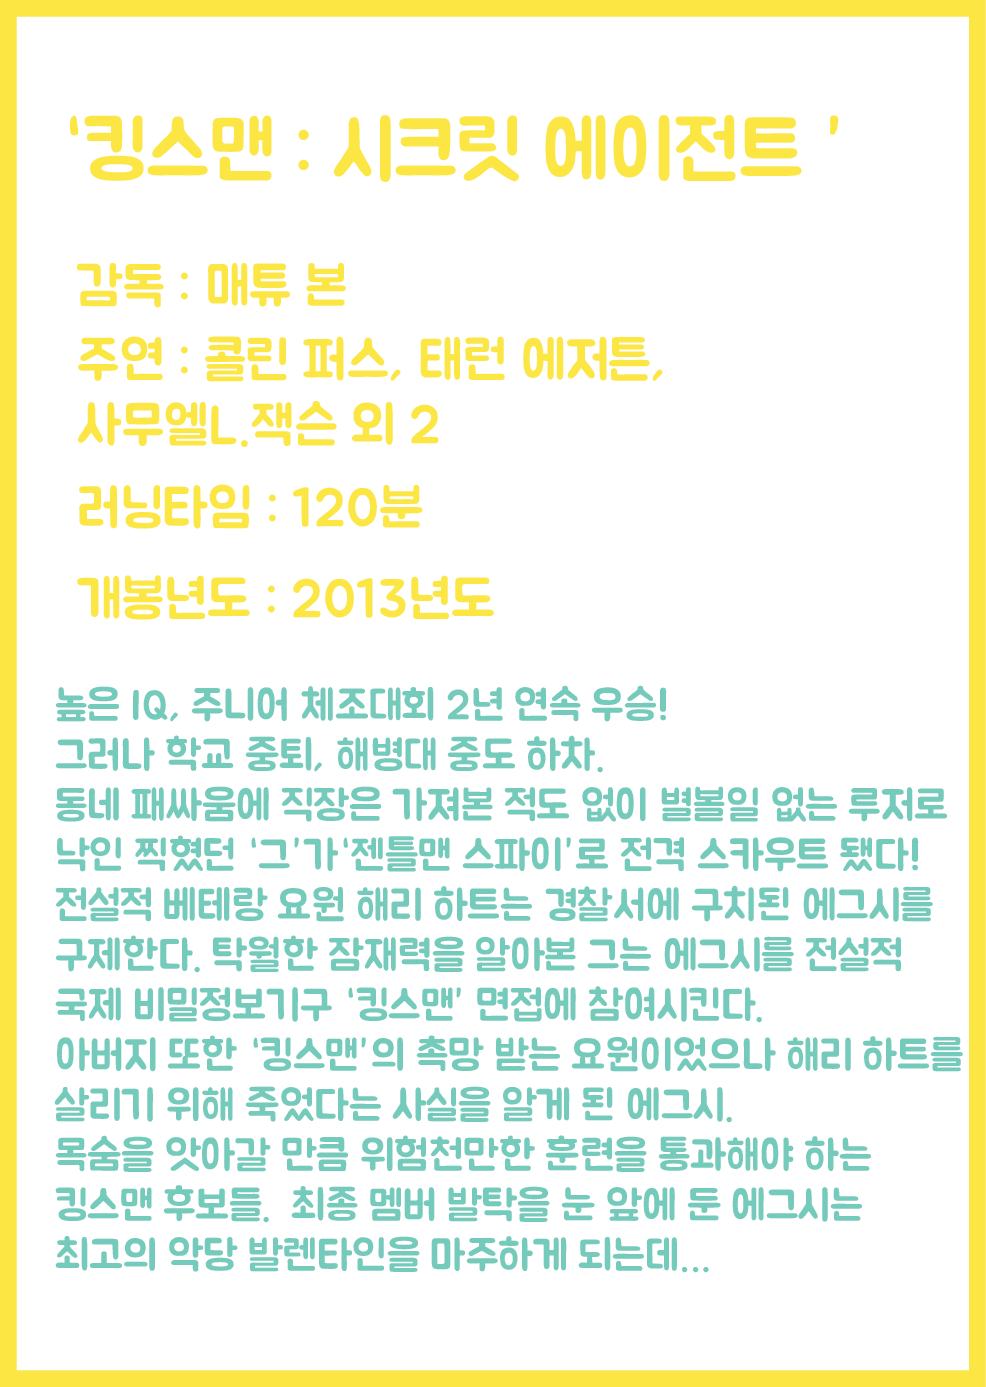 ‘킹스맨 : 시크릿 에이전트 ’
감독 : 매튜 본
주연 : 콜린 퍼스, 태런 에저튼,
사무엘L.잭슨 외 2
러닝타임 : 120분
개봉년도 : 2013년도
높은 IQ, 주니어 체조대회 2년 연속 우승!
그러나 학교 중퇴, 해병대 중도 하차.
동네 패싸움에 직장은 가져본 적도 없이 별볼일 없는 루저로
낙인 찍혔던 ‘그’가 ‘젠틀맨 스파이’로 전격 스카우트 됐다!
전설적 베테랑 요원 해리 하트는 경찰서에 구치된 에그시를
구제한다. 탁월한 잠재력을 알아본 그는 에그시를 전설적
국제 비밀정보기구 ‘킹스맨’ 면접에 참여시킨다.
아버지 또한 ‘킹스맨’의 촉망 받는 요원이었으나 해리 하트를
살리기 위해 죽었다는 사실을 알게 된 에그시.
목숨을 앗아갈 만큼 위험천만한 훈련을 통과해야 하는
킹스맨 후보들. 최종 멤버 발탁을 눈 앞에 둔 에그시는
최고의 악당 발렌타인을 마주하게 되는데...